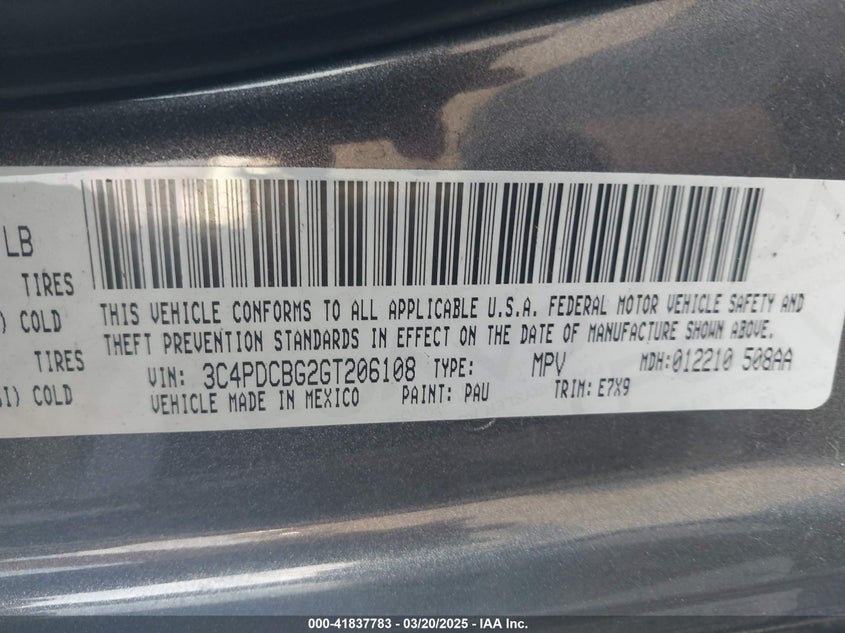 LB
TIRES
) COLD
TIRES
SI) COLD
THIS VEHICLE CONFORMS TO ALL APPLICABLE U.S.A. FEDERAL MOTOR VEHICLE SAFETY AND
THEFT PREVENTION STANDARDS IN EFFECT ON THE DATE OF MANUFACTURE SHOWN ABOVE.
VIN: 3C4PDCBG2GT206108 TYPE: MPV MDH:012210 508AA
VEHICLE MADE IN MEXICO PAINT: PAU TRIM: E7X9
000-41837783 - 03/20/2025 - IAA Inc.